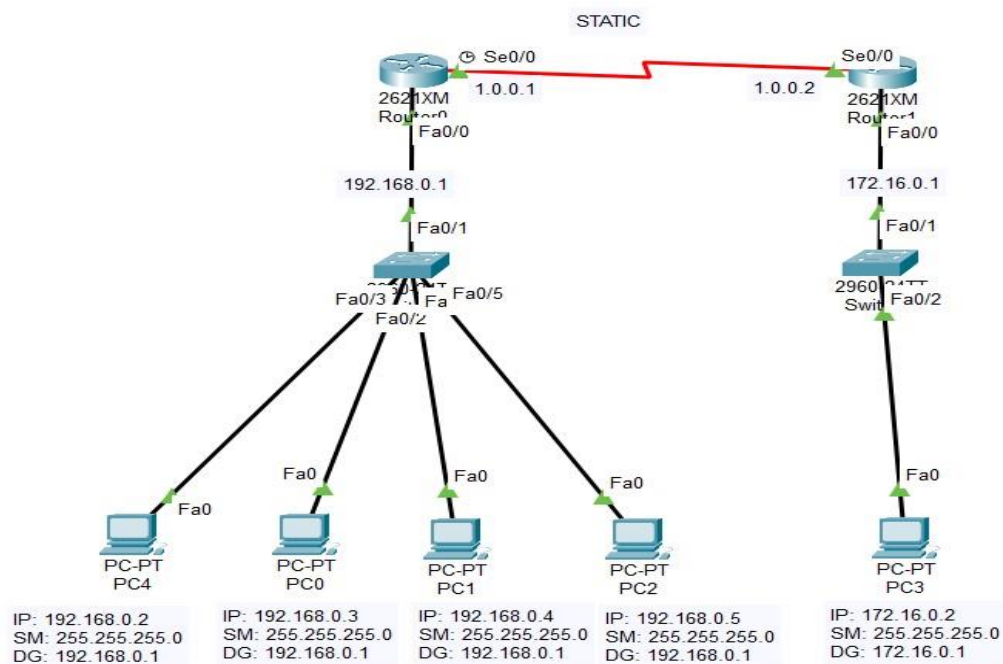 STATIC
Se0/0
Se0/0
1.0.0.1
1.0.0.2
2621XM
2621XM
Fa0/0
Fa0/0
192.168.0.1
172.16.0.1
Fa0/1
Fa0/1
Fa0/3
Fa0/5
Fa0/2
Fa0/2
Fa0
Fa0
Fa0
Fa0
Fa0
PC-PT
PC4
PC-PT
PC0
PC-PT
PC1
PC-PT
PC2
PC-PT
PC3
IP: 192.168.0.2
SM: 255.255.255.0
DG: 192.168.0.1
IP: 192.168.0.3
SM: 255.255.255.0
DG: 192.168.0.1
IP: 192.168.0.4
SM: 255.255.255.0
DG: 192.168.0.1
IP: 192.168.0.5
SM: 255.255.255.0
DG: 192.168.0.1
IP: 172.16.0.2
SM: 255.255.255.0
DG: 172.16.0.1